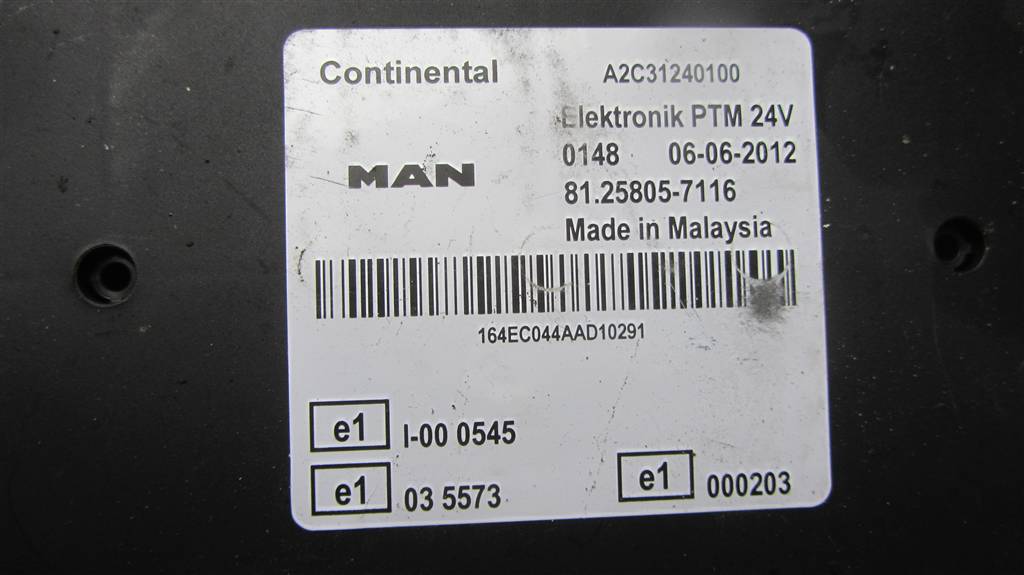 Continental A2C31240100
Elektronik PTM 24V
0148 06-06-2012
MAN
81.25805-7116
Made in Malaysia
164EC044AAD10291
e1 I-00 0545
e1 03 5573 e1 000203